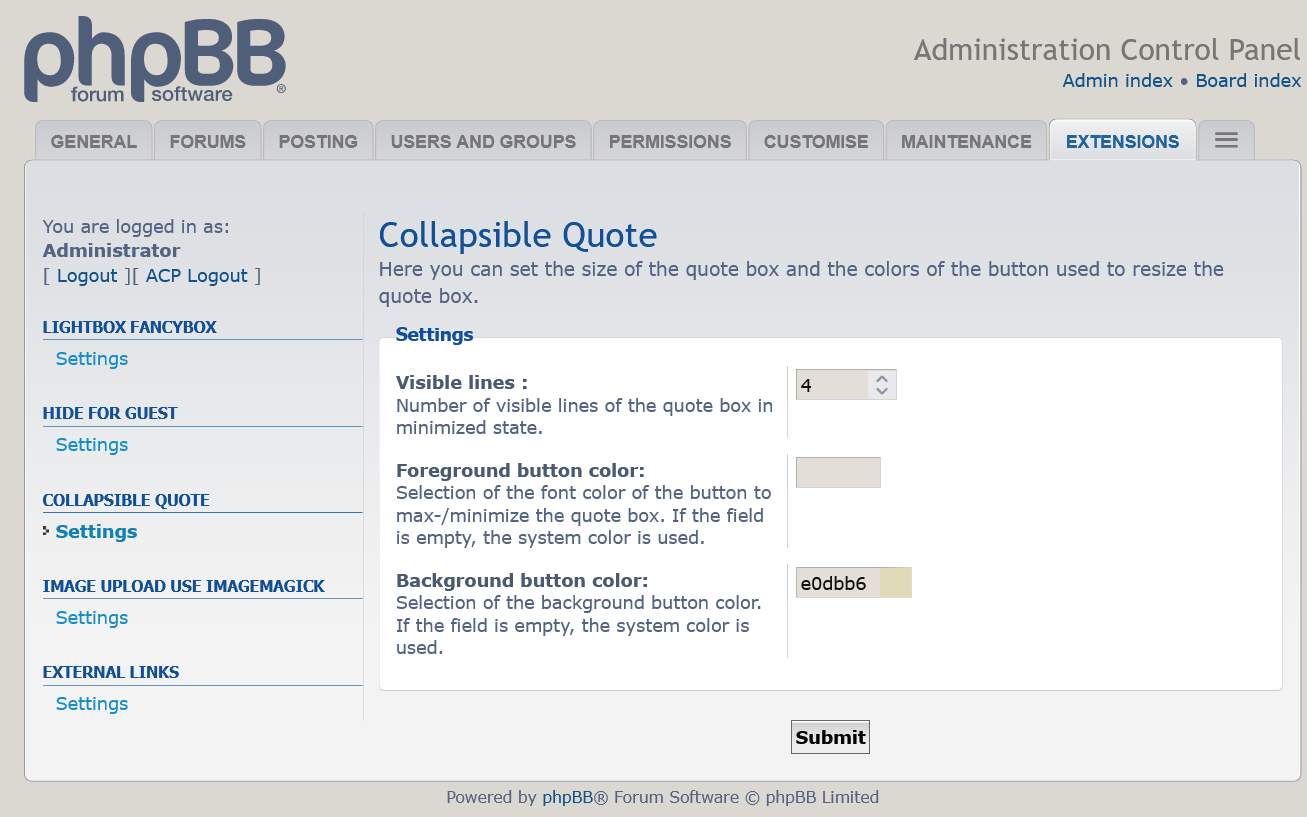 phpBB
forum software ®
Administration Control Panel
Admin index • Board index
GENERAL FORUMS POSTING USERS AND GROUPS PERMISSIONS CUSTOMISE MAINTENANCE EXTENSIONS
You are logged in as:
Administrator
[ Logout ][ ACP Logout ]
LIGHTBOX FANCYBOX
Settings
HIDE FOR GUEST
Settings
COLLAPSIBLE QUOTE
Settings
IMAGE UPLOAD USE IMAGEMAGICK
Settings
EXTERNAL LINKS
Settings
Collapsible Quote
Here you can set the size of the quote box and the colors of the button used to resize the
quote box.
Settings
Visible lines :
Number of visible lines of the quote box in
minimized state.
4
Foreground button color:
Selection of the font color of the button to
max-/minimize the quote box. If the field
is empty, the system color is used.
Background button color:
Selection of the background button color.
If the field is empty, the system color is
used.
e0dbb6
Submit
Powered by phpBB® Forum Software © phpBB Limited